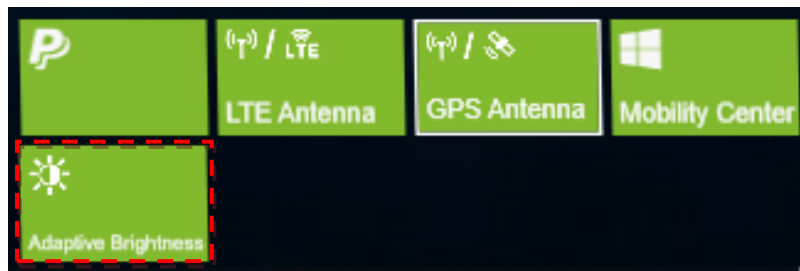 P
/ LTE
LTE Antenna
/
GPS Antenna
Mobility Center
Adaptive Brightness